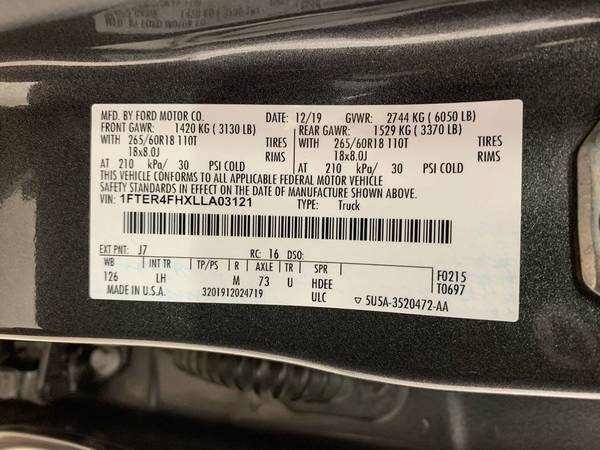 MFD. BY FORD MOTOR CO. 12/19 GVWR: 2744 KG ( 6050 LB)
FRONT GAWR: 1420 KG ( 3130 LB) REAR GAWR: 1529 KG ( 3370 LB)
WITH 265/60R18 110T TIRES WITH 265/60R18 110T TIRES
18x8.0J RIMS 18x8.0J RIMS
AT 210 kPa/ 30 PSI COLD AT 210 kPa/ 30 PSI COLD
THIS VEHICLE CONFORMS TO ALL APPLICABLE FEDERAL MOTOR VEHICLE
SAFETY STANDARDS IN EFFECT ON THE DATE OF MANUFACTURE SHOWN ABOVE.
VIN: 1FTER4FHXLLA03121 TYPE: Truck
EXT PNT: J7 RC: 16 DSO: F0215
WB INT TR TP/PS R AXLE TR SPR T0697
126 LH M 73 U HDEE
MADE IN U.S.A. 3201912024719 ULC ▽ 5U5A-3520472-AA